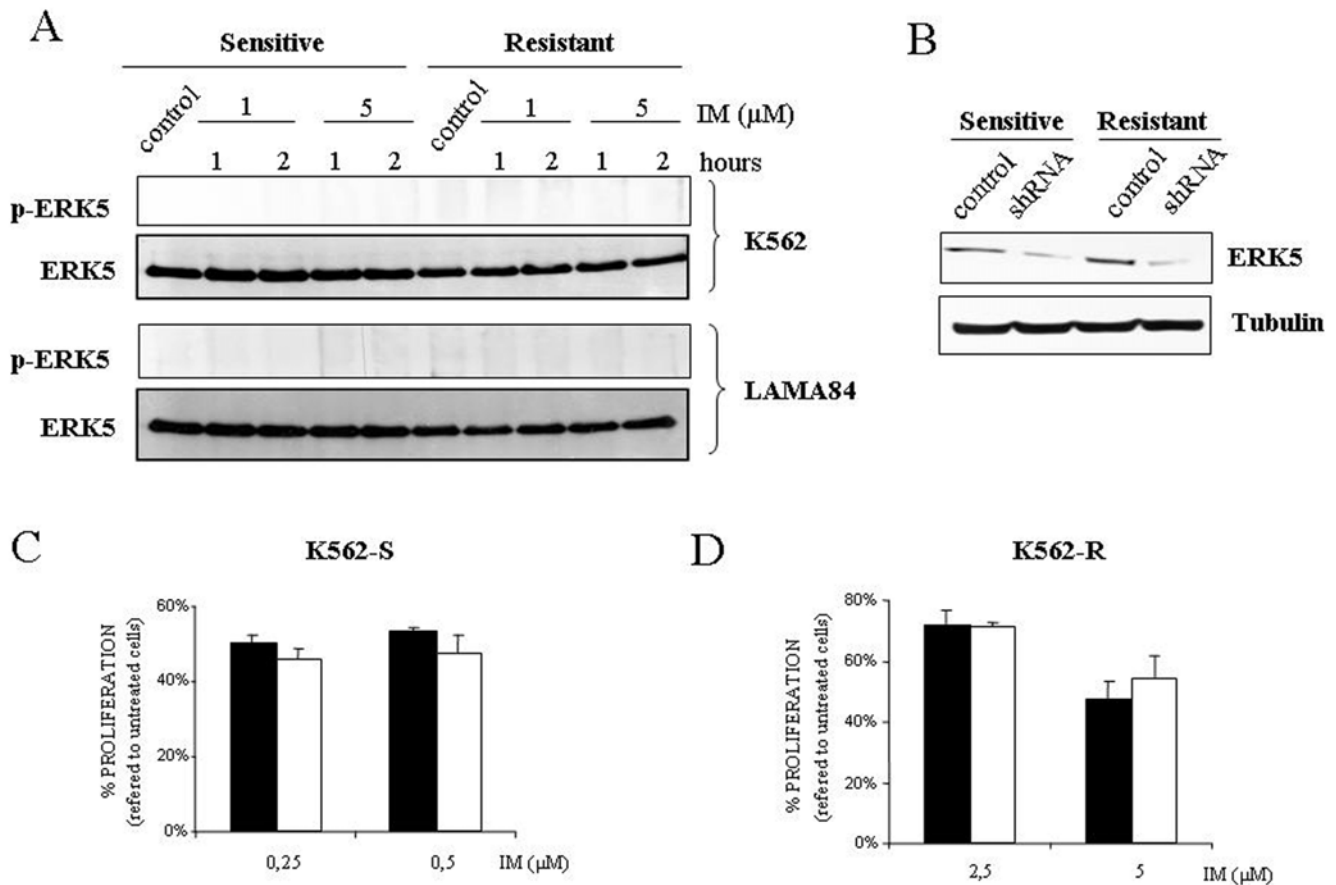 A
Sensitive Resistant
control 1 5 control 1 5 IM (µM)
1 2 1 2 1 2 1 2 hours
p-ERK5
K562
ERK5
p-ERK5
LAMA84
ERK5
B
Sensitive Resistant
control shRNA control shRNA
ERK5
Tubulin
C
K562-S
% PROLIFERATION
(refered to untreated cells)
60%
40%
20%
0%
0,25 0,5 IM (µM)
D
K562-R
% PROLIFERATION
(refered to untreated cells)
80%
60%
40%
20%
0%
2,5 5 IM (µM)